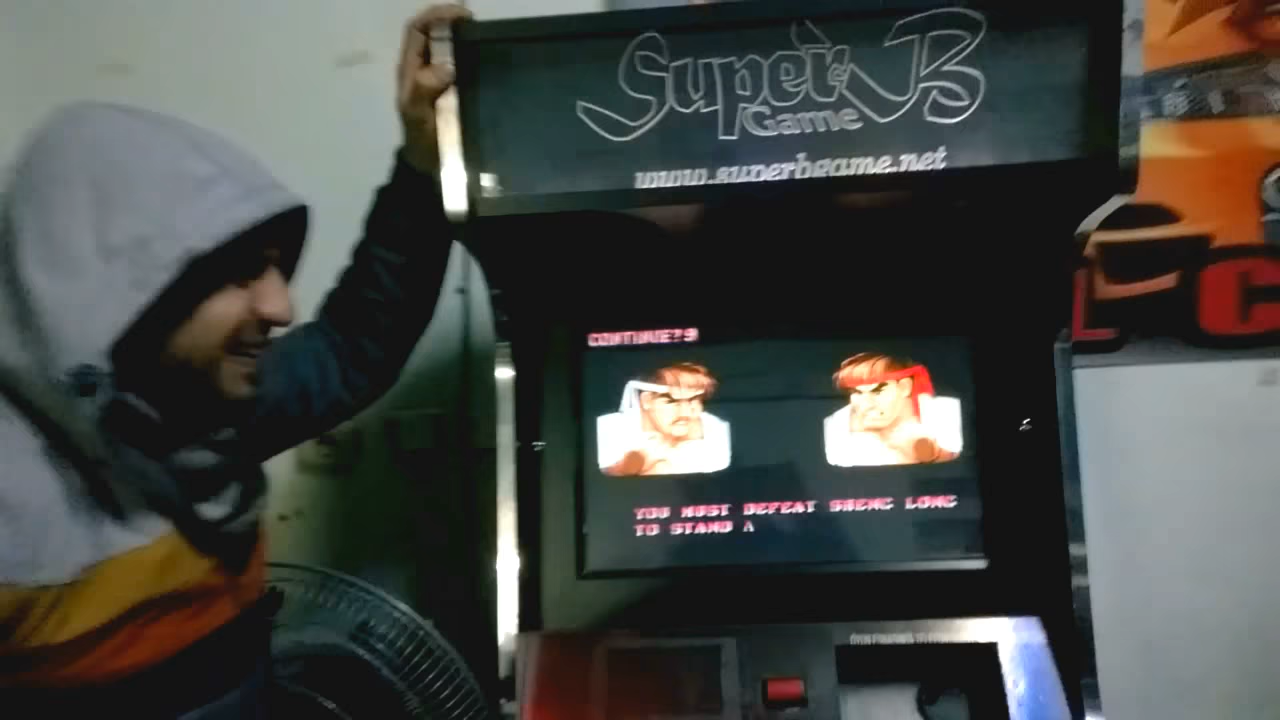 Super B
Game
www.superbgame.net
CONTINUE? 9
YOU MUST DEFEAT SHENG LONG
TO STAND A
C